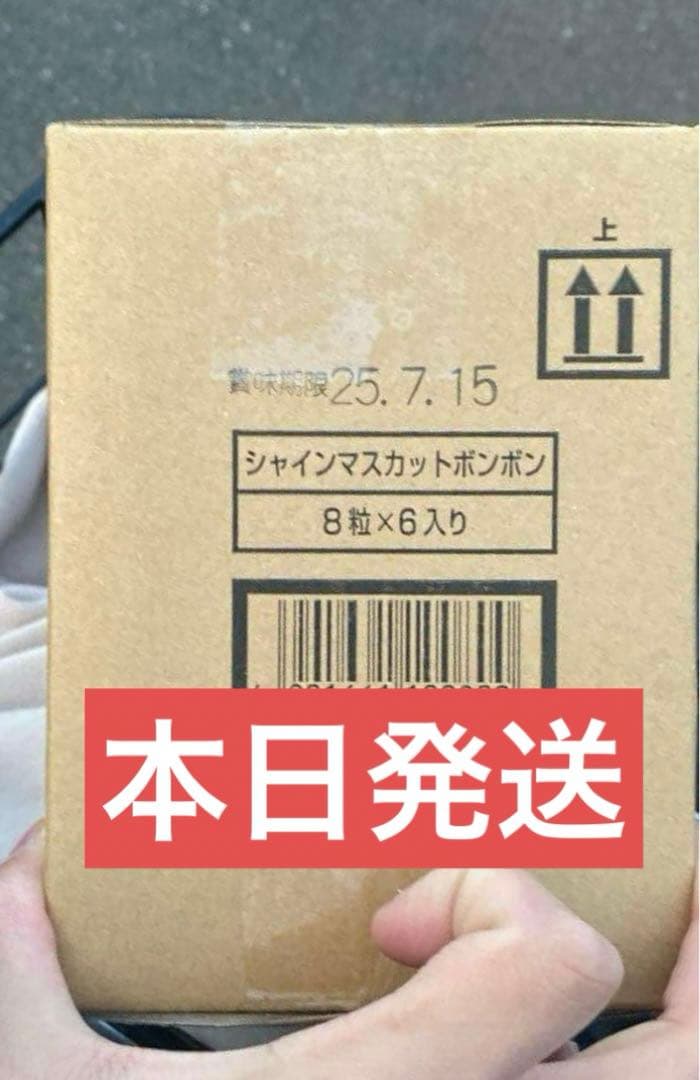 上
賞味期限25.7.15
シャインマスカットボンボン
8粒×6入り
本日発送